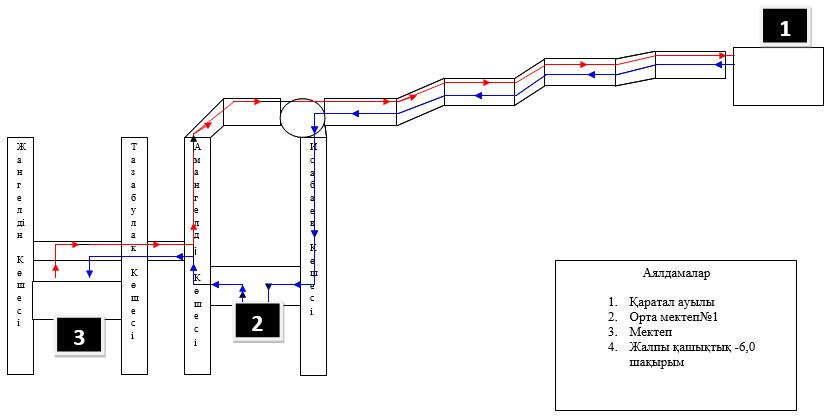 1
Жангелдін Көшесі
Тазабулак Көшесі
Амангелді Көшесі
Исабаев Көшесі
2
3
Аялдамалар
1. Қаратал ауылы
2. Орта мектеп№1
3. Мектеп
4. Жалпы қашықтық -6,0
шақырым